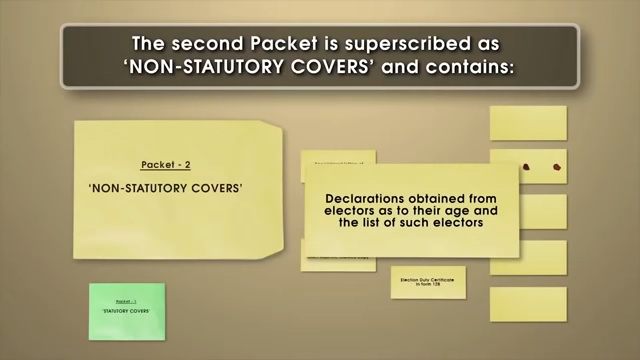 The second Packet is superscribed as
‘NON-STATUTORY COVERS’ and contains:
Packet - 2
‘NON-STATUTORY COVERS’
Declarations obtained from
electors as to their age and
the list of such electors
Election Duty Certificate
in Form 12B
Packet - 1
‘STATUTORY COVERS’